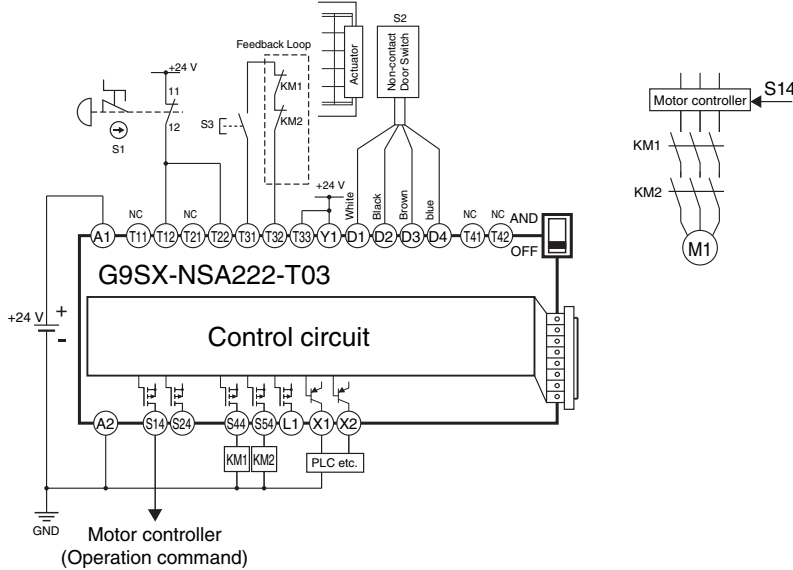 S2
Feedback Loop
Actuator
Non-contact
Door Switch
+24 V
11
12
S1
S3
KM1
KM2
Motor controller
S14
KM1
KM2
M1
+24 V
White
Black
Brown
blue
NC
NC
NC
NC
AND
OFF
A1
T11
T12
T21
T22
T31
T32
T33
Y1
D1
D2
D3
D4
T41
T42
G9SX-NSA222-T03
Control circuit
+24 V
+
-
A2
S14
S24
S44
S54
L1
X1
X2
KM1
KM2
PLC etc.
GND
Motor controller
(Operation command)